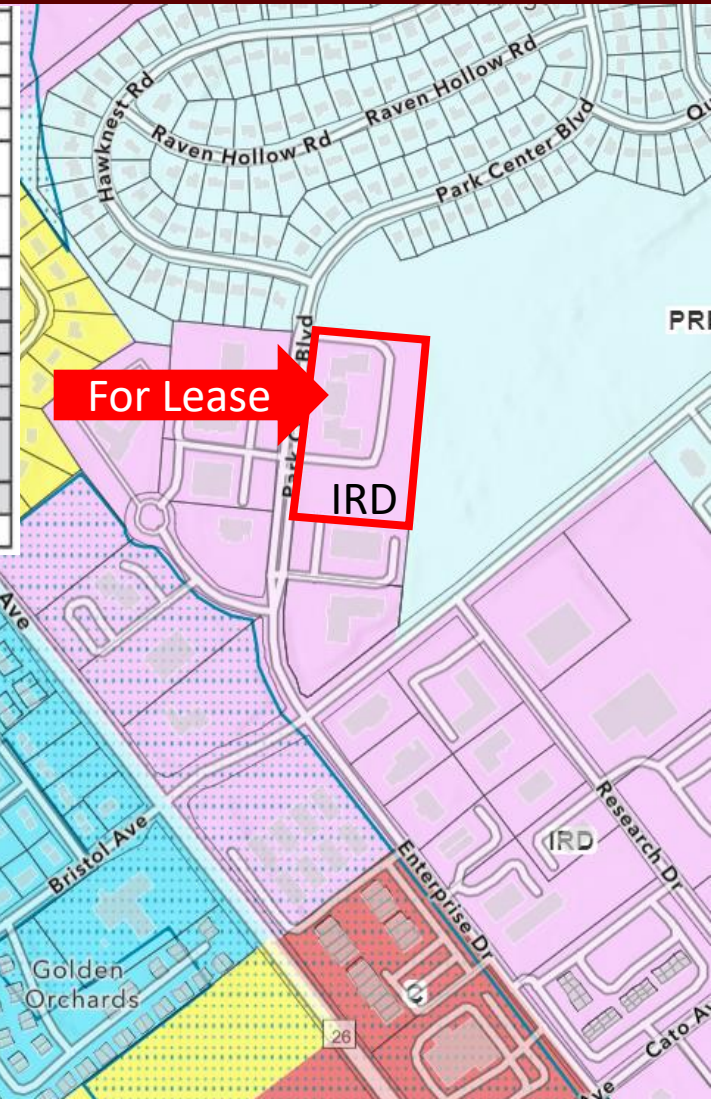 Hawknest Rd
Raven Hollow Rd
Raven Hollow Rd
Park Center Blvd
PRI
Blvd
For Lease
Park C
IRD
Ave
Bristol Ave
Research Dr
IRD
Enterprise Dr
Golden
Orchards
C
26
Cato Av
Ave